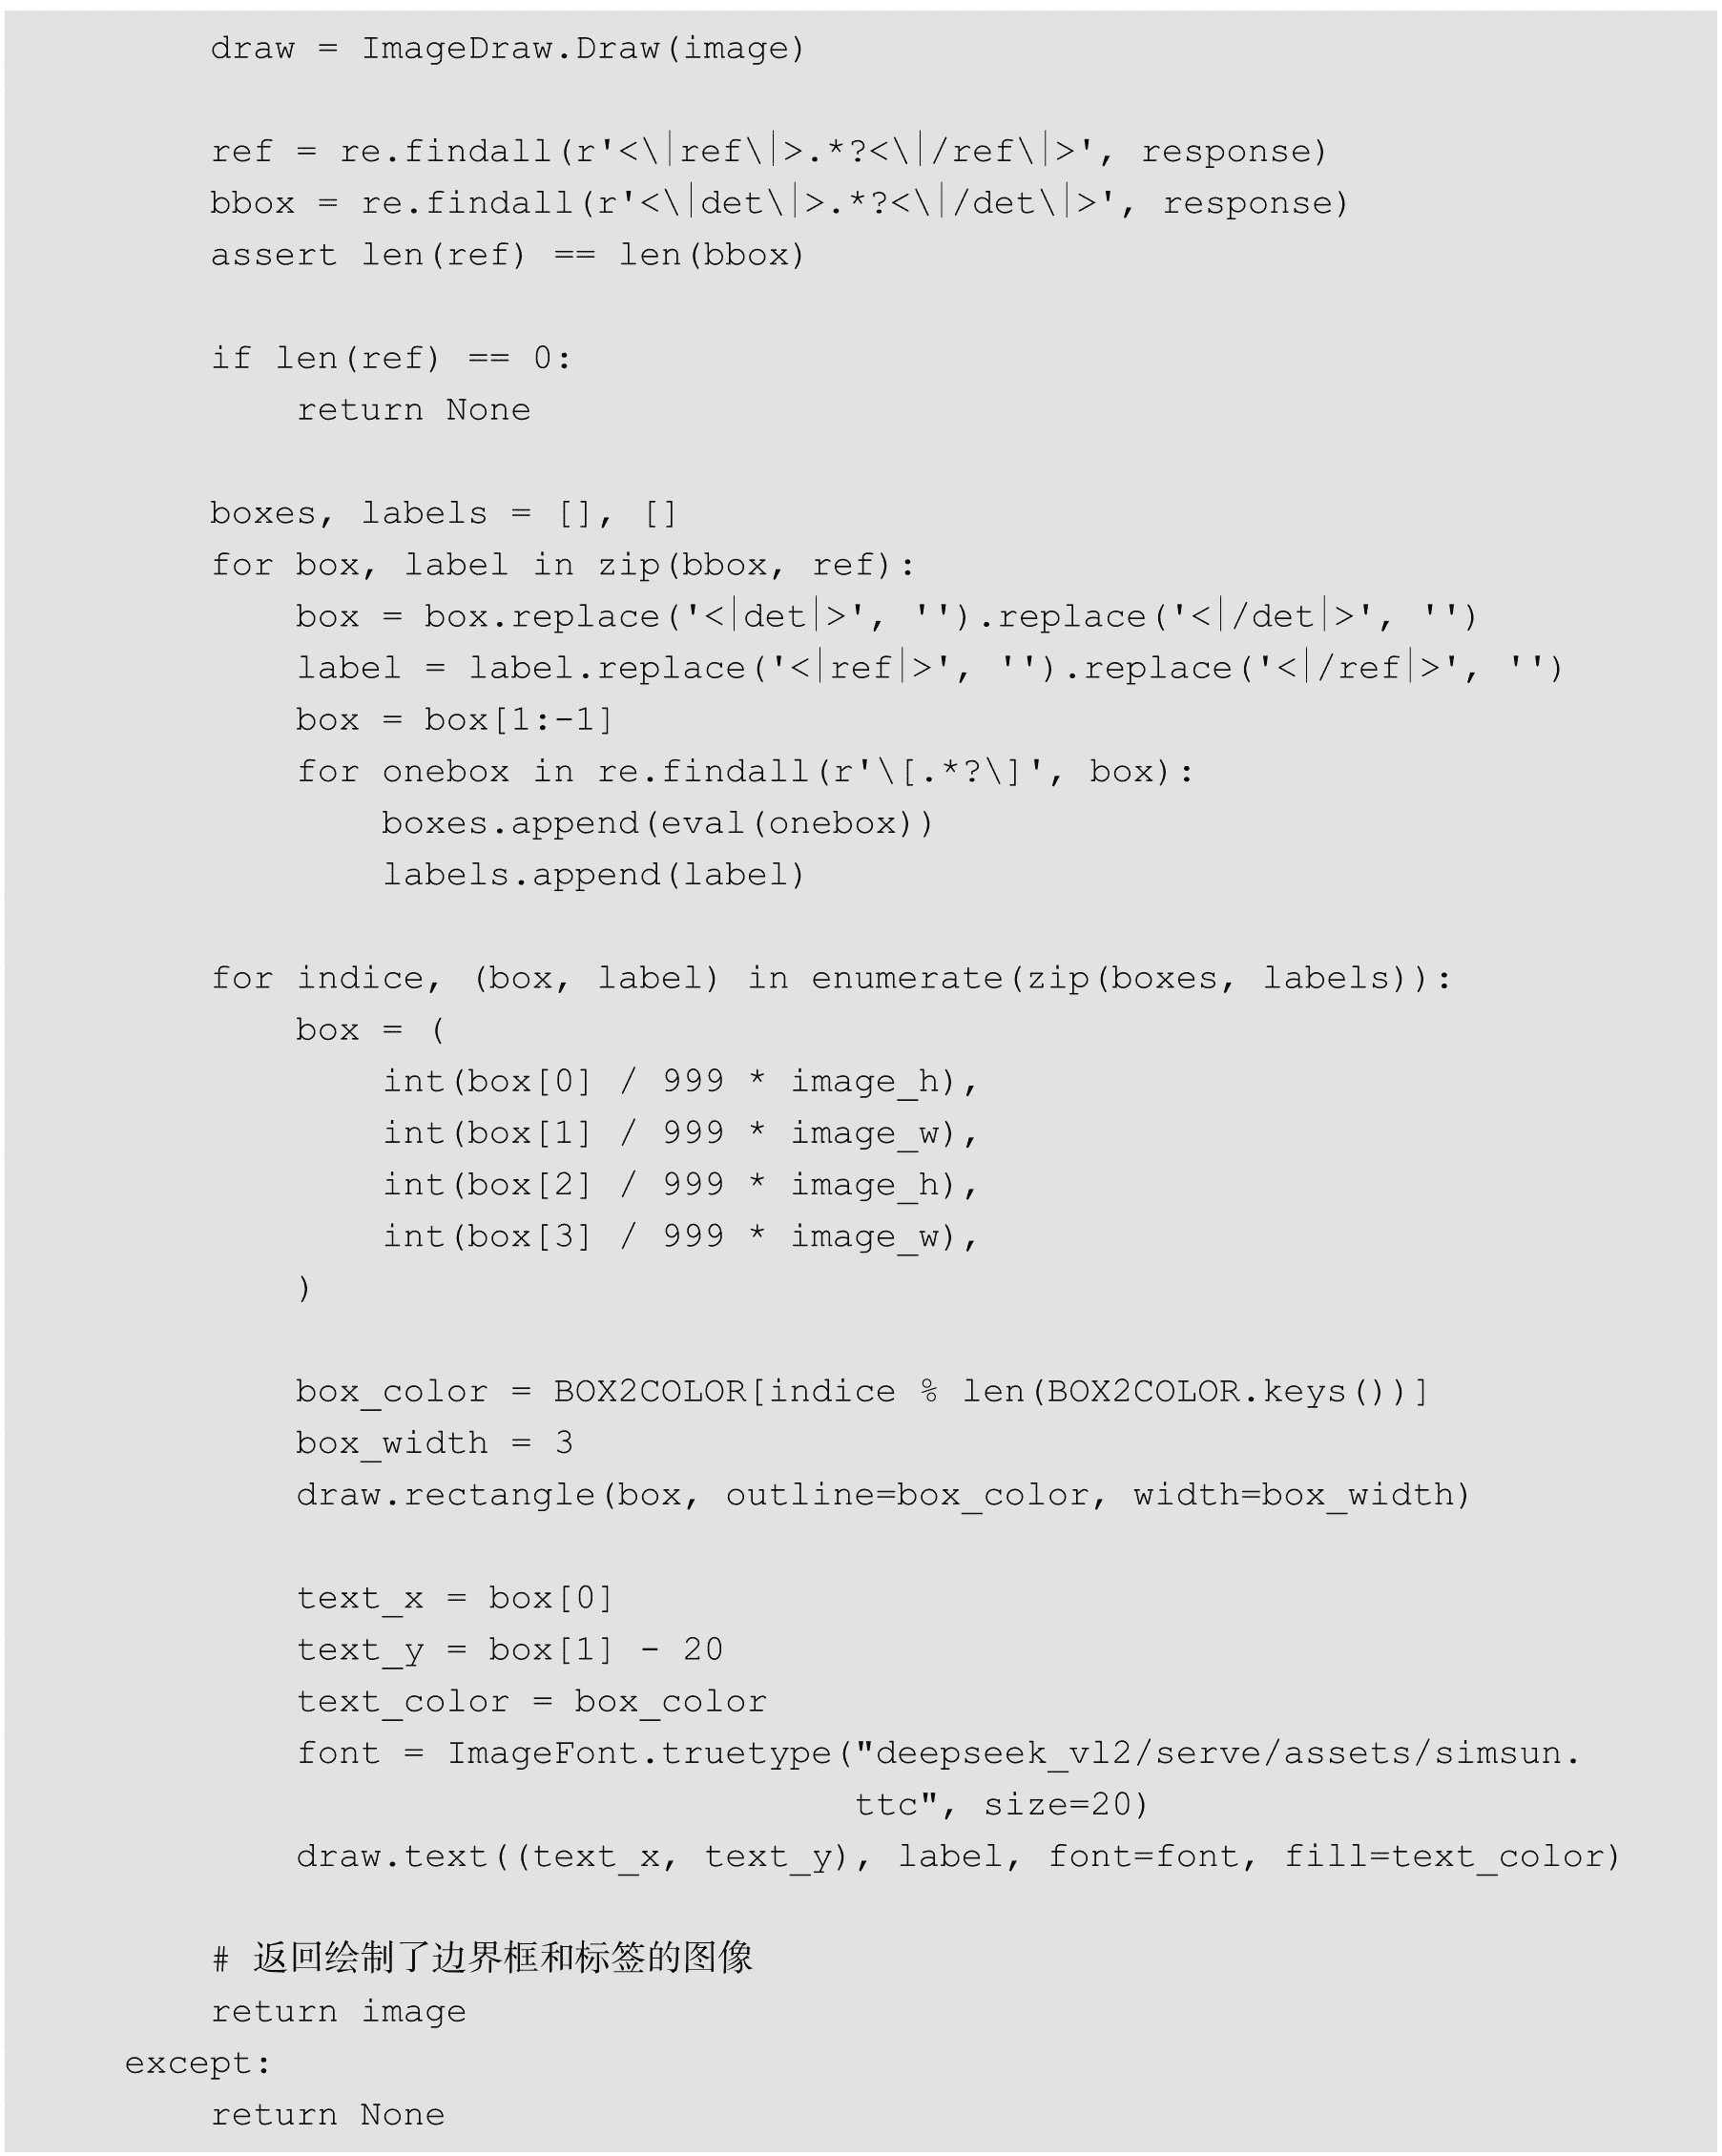 draw = ImageDraw.Draw(image)
ref = re.findall(r'<\|ref\|>.*?<\|/ref\|>', response)
bbox = re.findall(r'<\|det\|>.*?<\|/det\|>', response)
assert len(ref) == len(bbox)
if len(ref) == 0:
    return None
boxes, labels = [], []
for box, label in zip(bbox, ref):
    box = box.replace('<|det|>', '').replace('<|/det|>', '')
    label = label.replace('<|ref|>', '').replace('<|/ref|>', '')
    box = box[1:-1]
    for onebox in re.findall(r'\[.*?\]', box):
        boxes.append(eval(onebox))
        labels.append(label)
for indice, (box, label) in enumerate(zip(boxes, labels)):
    box = (
        int(box[0] / 999 * image_h),
        int(box[1] / 999 * image_w),
        int(box[2] / 999 * image_h),
        int(box[3] / 999 * image_w),
    )
    box_color = BOX2COLOR[indice % len(BOX2COLOR.keys())]
    box_width = 3
    draw.rectangle(box, outline=box_color, width=box_width)
    text_x = box[0]
    text_y = box[1] - 20
    text_color = box_color
    font = ImageFont.truetype("deepseek_vl2/serve/assets/simsun.
                              ttc", size=20)
    draw.text((text_x, text_y), label, font=font, fill=text_color)
# 返回绘制了边界框和标签的图像
return image
except:
    return None